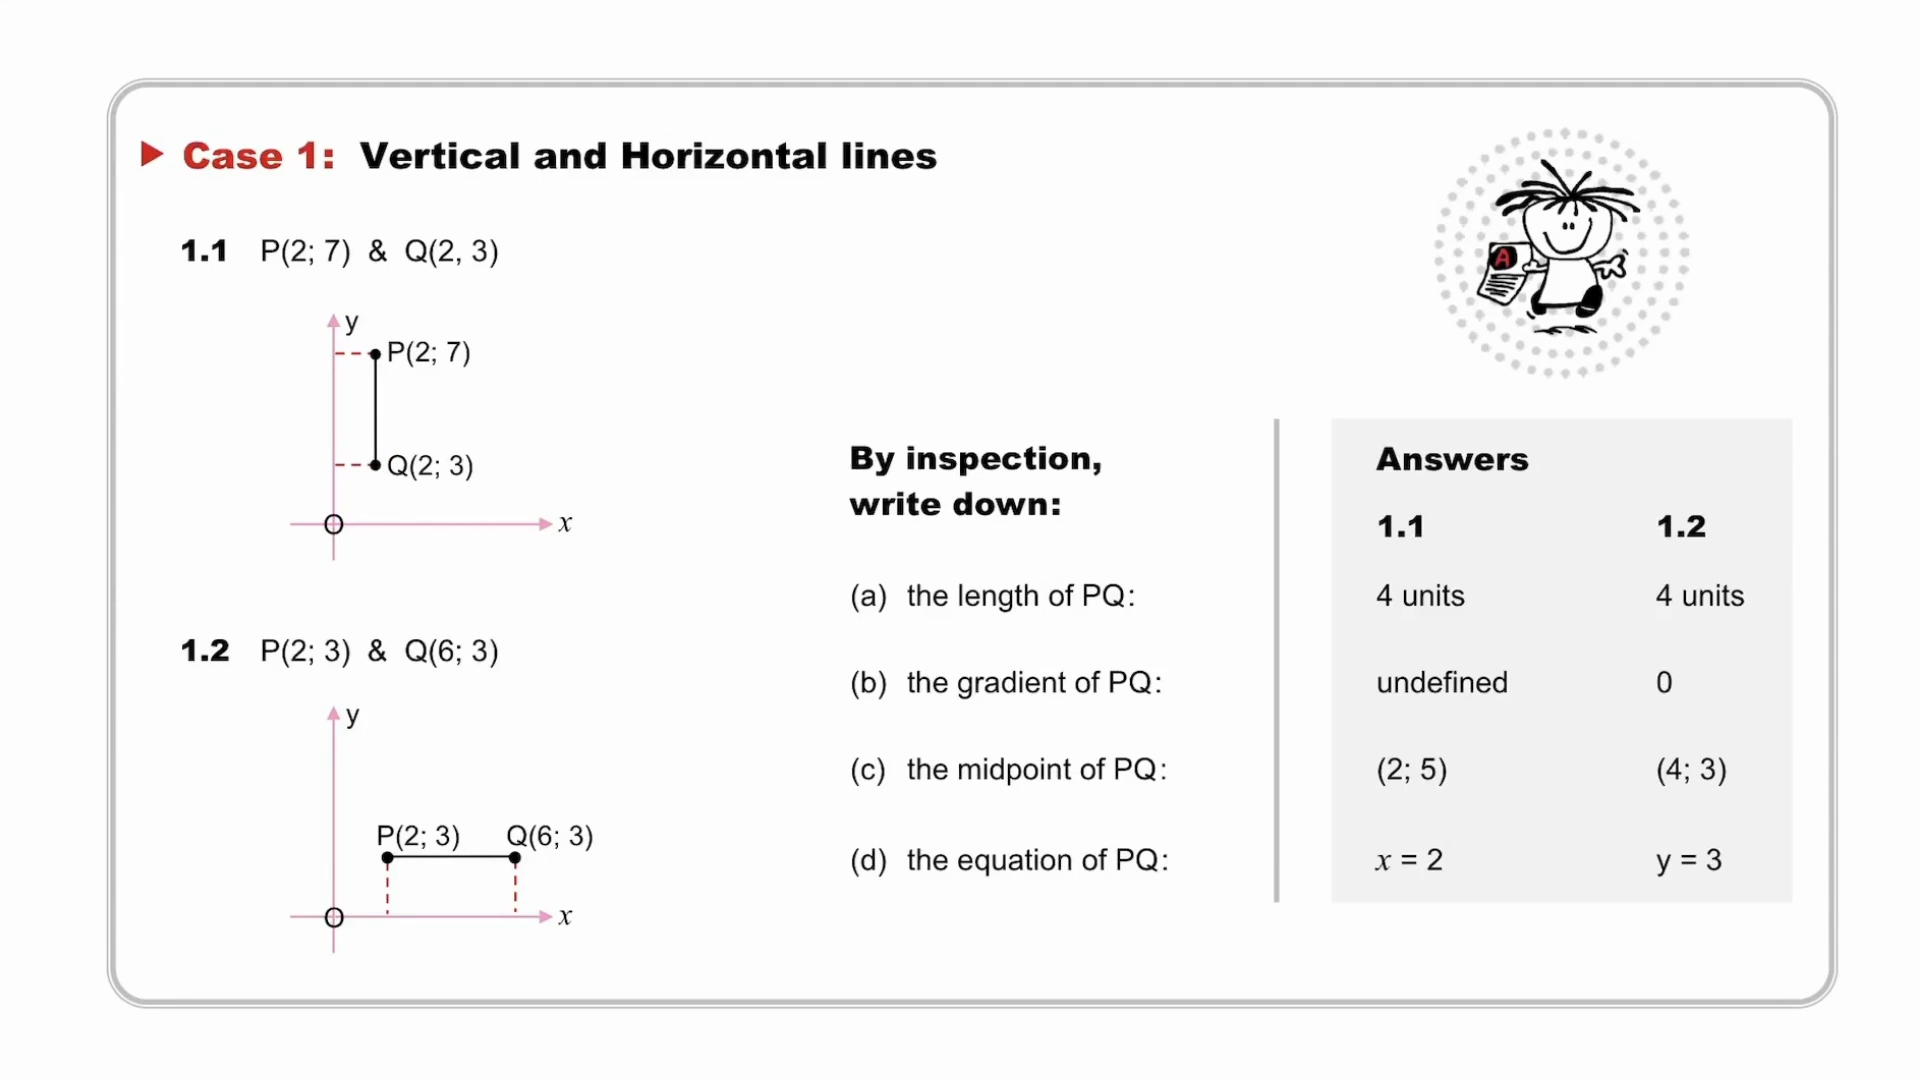 Case 1: Vertical and Horizontal lines
1.1 P(2; 7) & Q(2, 3)
y
P(2; 7)
Q(2; 3)
O
x
1.2 P(2; 3) & Q(6; 3)
y
P(2; 3) Q(6; 3)
O
x
By inspection,
write down:
(a) the length of PQ:
(b) the gradient of PQ:
(c) the midpoint of PQ:
(d) the equation of PQ:
A
Answers
1.1 1.2
4 units 4 units
undefined 0
(2; 5) (4; 3)
x = 2 y = 3